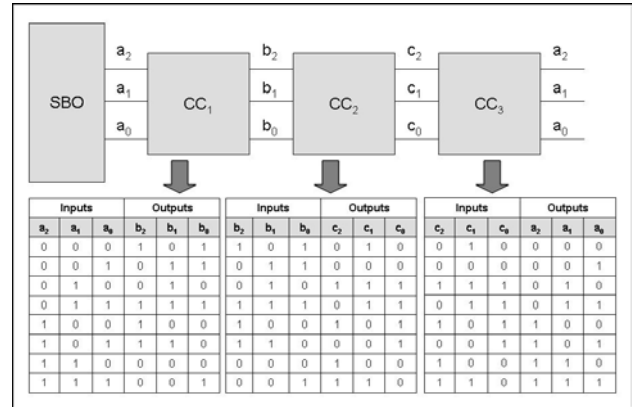 a₂ b₂ c₂ a₂
SBO a₁ CC₁ b₁ CC₂ c₁ CC₃ a₁
a₀ b₀ c₀ a₀
Inputs Outputs Inputs Outputs Inputs Outputs
a₂ a₁ a₀ b₂ b₁ b₀ b₂ b₁ b₀ c₂ c₁ c₀ c₂ c₁ c₀ a₂ a₁ a₀
0 0 0 1 0 1 1 0 1 0 1 0 0 1 0 0 0 0
0 0 1 0 1 1 0 1 1 0 0 0 0 0 0 0 0 1
0 1 0 0 1 0 0 1 0 1 1 1 1 1 1 0 1 0
0 1 1 1 1 1 1 1 1 0 1 1 0 1 1 0 1 1
1 0 0 1 0 0 1 0 0 1 0 1 1 0 1 1 0 0
1 0 1 1 1 0 1 1 0 0 0 1 0 0 1 1 0 1
1 1 0 0 0 0 0 0 0 1 0 0 1 0 0 1 1 0
1 1 1 0 0 1 0 0 1 1 1 0 1 1 0 1 1 1